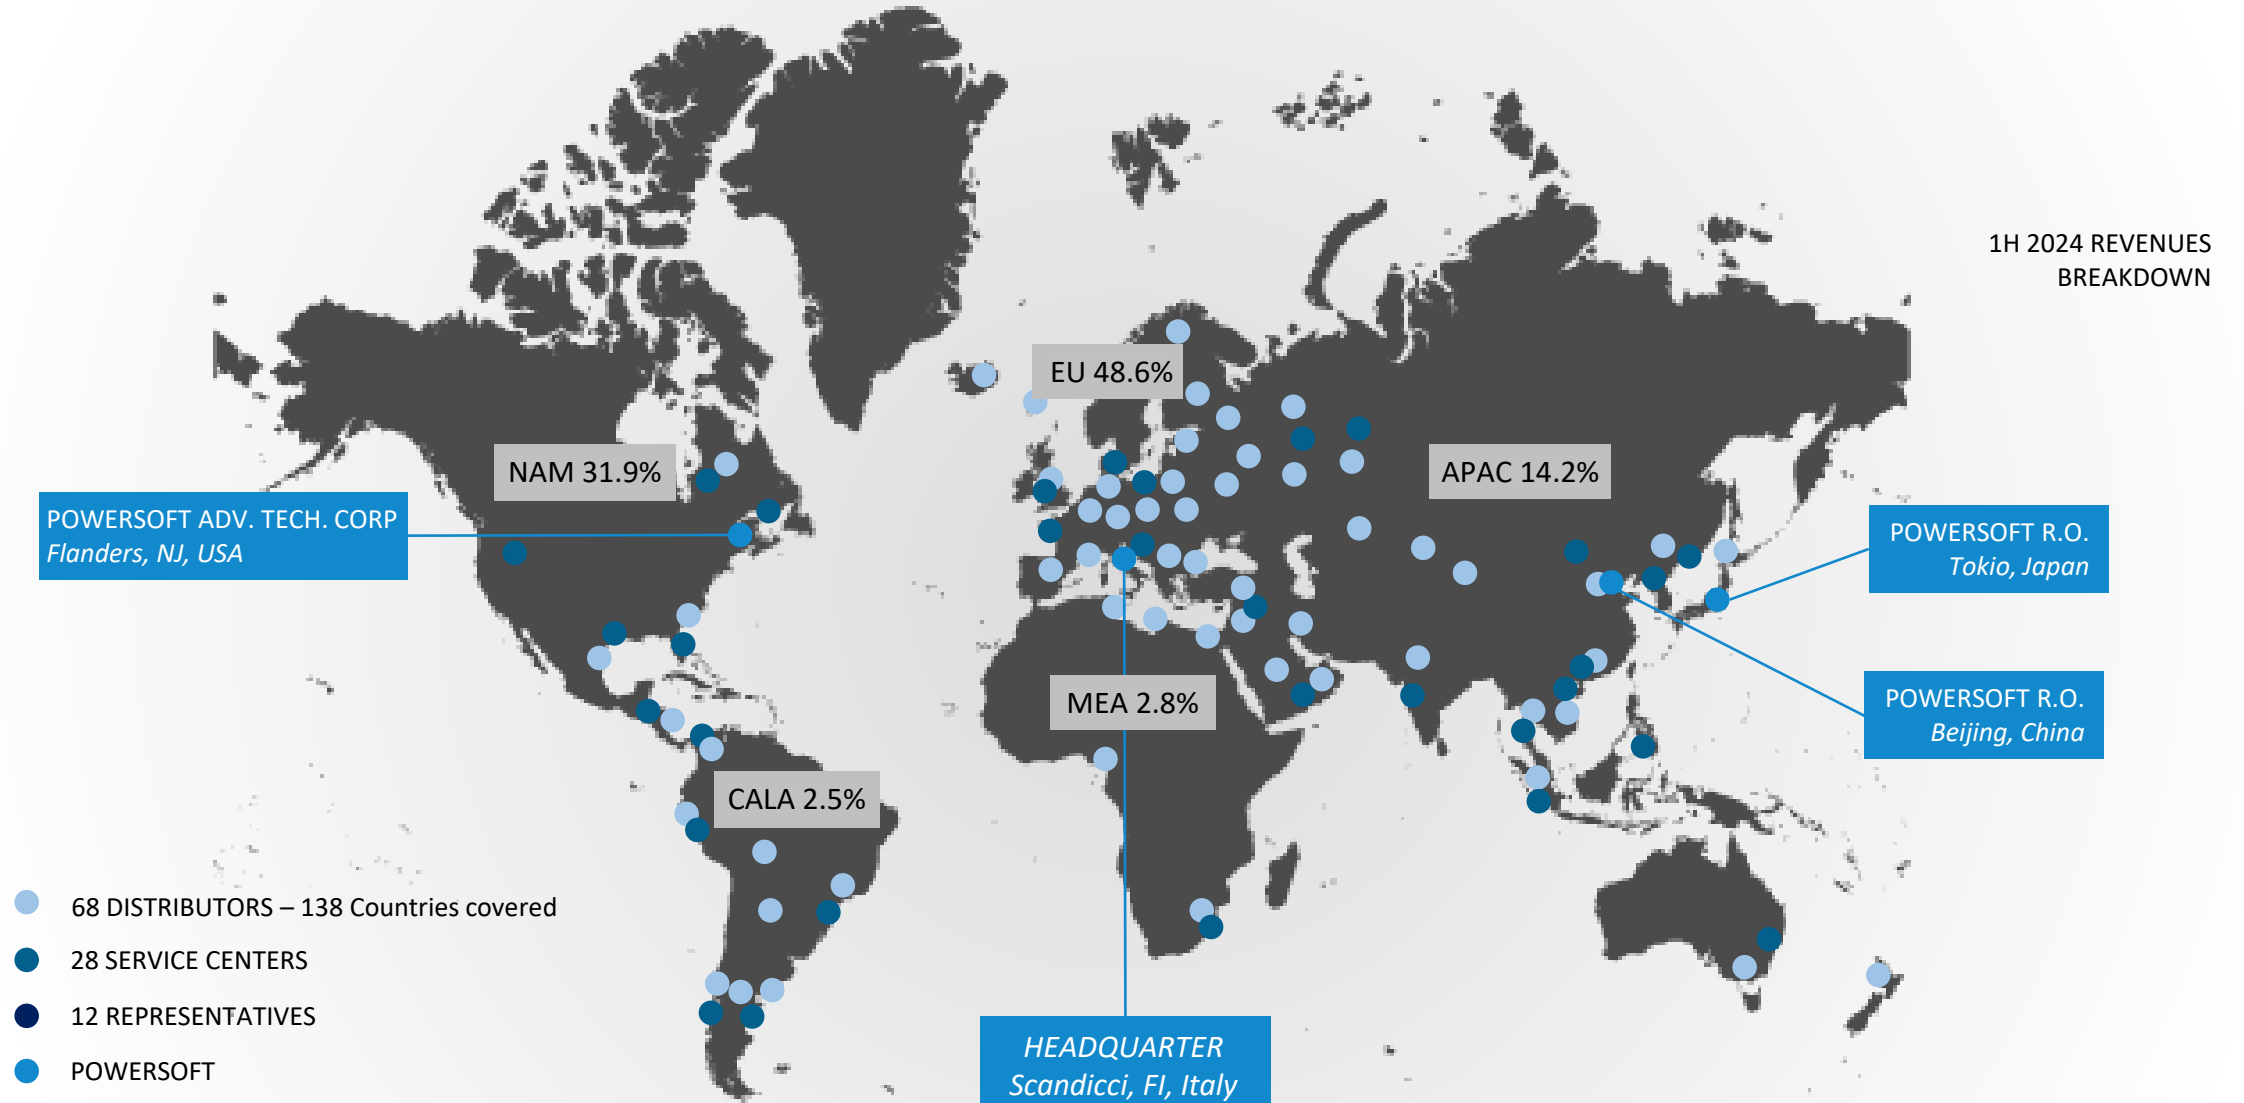 1H 2024 REVENUES
BREAKDOWN
EU 48.6%
NAM 31.9%
APAC 14.2%
POWERSOFT ADV. TECH. CORP
Flanders, NJ, USA
POWERSOFT R.O.
Tokio, Japan
MEA 2.8%
POWERSOFT R.O.
Beijing, China
CALA 2.5%
68 DISTRIBUTORS – 138 Countries covered
28 SERVICE CENTERS
12 REPRESENTATIVES
POWERSOFT
HEADQUARTER
Scandicci, FI, Italy